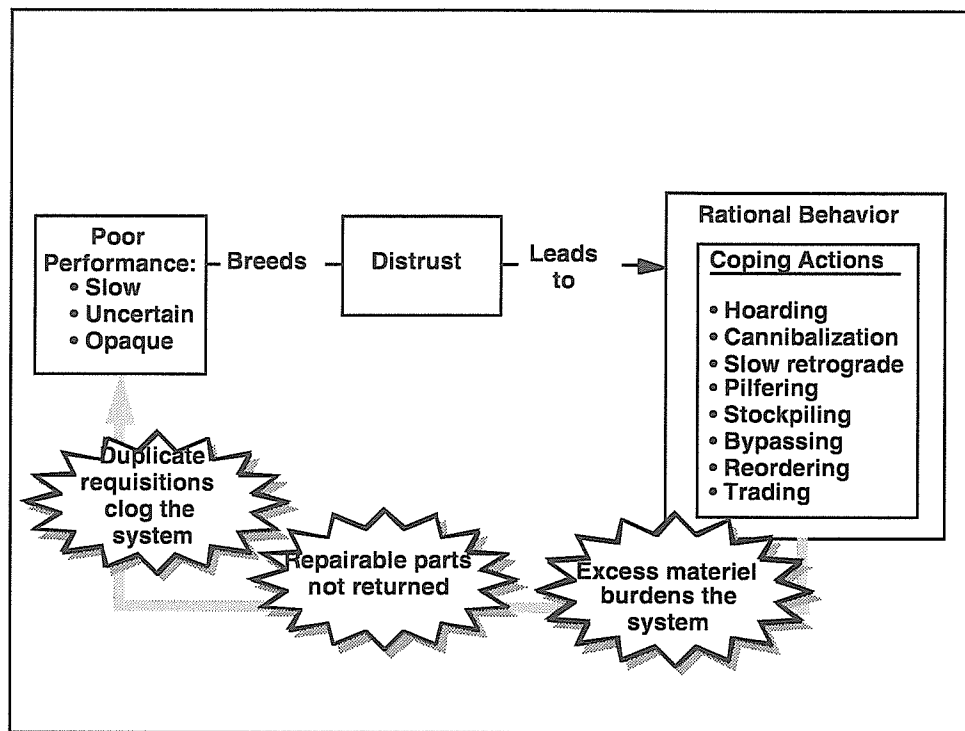 Poor
Performance:
• Slow
• Uncertain
• Opaque
Breeds
Distrust
Leads
to
Rational Behavior
Coping Actions
• Hoarding
• Cannibalization
• Slow retrograde
• Pilfering
• Stockpiling
• Bypassing
• Reordering
• Trading
Duplicate
requisitions
clog the
system
Repairable parts
not returned
Excess materiel
burdens the
system